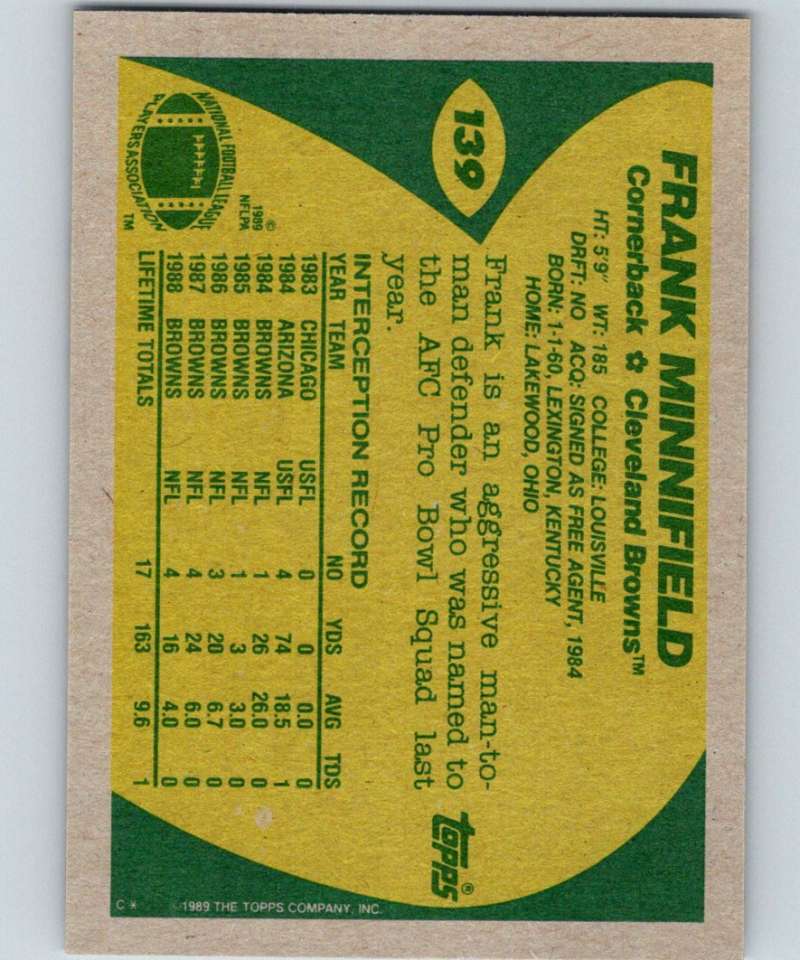 139
FRANK MINNIFIELD
Cornerback ✿ Cleveland Browns™
HT: 5'9" WT: 185 COLLEGE: LOUISVILLE
DRFT: NO ACQ: SIGNED AS FREE AGENT, 1984
BORN: 1-1-60, LEXINGTON, KENTUCKY
HOME: LAKEWOOD, OHIO
Frank is an aggressive man-to-
man defender who was named to
the AFC Pro Bowl Squad last
year.
topps®
INTERCEPTION RECORD
YEAR TEAM NO YDS AVG TDS
1983 CHICAGO USFL 0 0 0.0 0
1984 ARIZONA USFL 4 74 18.5 1
1984 BROWNS NFL 1 26 26.0 0
1985 BROWNS NFL 1 3 3.0 0
1986 BROWNS NFL 3 20 6.7 0
1987 BROWNS NFL 4 24 6.0 0
1988 BROWNS NFL 4 16 4.0 0
LIFETIME TOTALS 17 163 9.6 1
NATIONAL FOOTBALL LEAGUE
PLAYERS ASSOCIATION
TM
©
1989
NFLPA
C * ©1989 THE TOPPS COMPANY, INC.